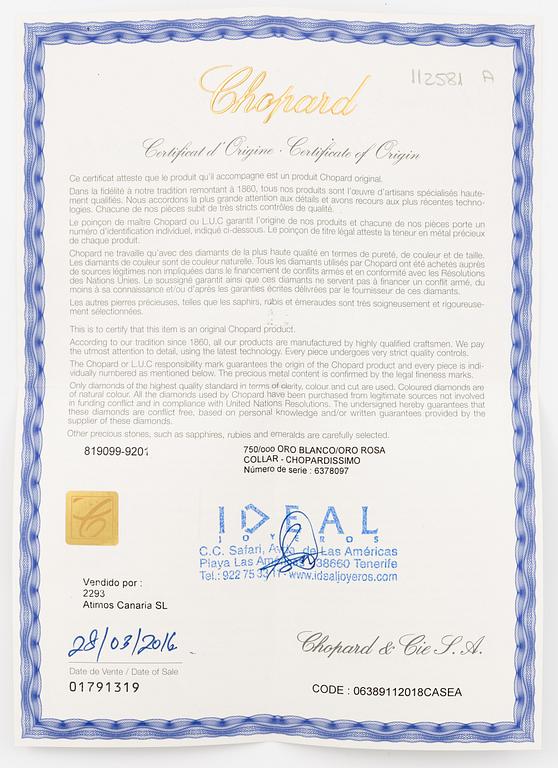 Chopard
112581 A
Certificat d'Origine - Certificate of Origin
Ce certificat atteste que le produit qu'il accompagne est un produit Chopard original.
Dans la fidélité à notre tradition remontant à 1860, tous nos produits sont l'œuvre d'artisans spécialisés haute-
ment qualifiés. Nous accordons la plus grande attention aux détails et avons recours aux plus récentes techno-
logies. Chacune de nos pièces subit de très stricts contrôles de qualité.
Le poinçon de maître Chopard ou L.U.C garantit l'origine de nos produits et chacune de nos pièces porte un
numéro d'identification individuel, indiqué ci-dessous. Le poinçon de titre légal atteste la teneur en métal précieux
de chaque produit.
Chopard ne travaille qu'avec des diamants de la plus haute qualité en termes de pureté, de couleur et de taille.
Les diamants de couleur sont de couleur naturelle. Tous les diamants utilisés par Chopard ont été achetés auprès
de sources légitimes non impliquées dans le financement de conflits armés et en conformité avec les Résolutions
des Nations Unies. Le soussigné garantit ainsi que ces diamants ne servent pas à financer un conflit armé, du
moins à sa connaissance et/ou d'après les garanties écrites délivrées par le fournisseur de ces diamants.
Les autres pierres précieuses, telles que les saphirs, rubis et émeraudes sont très soigneusement et rigoureuse-
ment sélectionnées.
This is to certify that this item is an original Chopard product.
According to our tradition since 1860, all our products are manufactured by highly qualified craftsmen. We pay
the utmost attention to detail, using the latest technology. Every piece undergoes very strict quality controls.
The Chopard or L.U.C responsibility mark guarantees the origin of the Chopard product and every piece is indi-
vidually numbered as mentioned below. The precious metal content is confirmed by the legal fineness marks.
Only diamonds of the highest quality standard in terms of clarity, colour and cut are used. Coloured diamonds are
of natural colour. All the diamonds used by Chopard have been purchased from legitimate sources not involved
in funding conflict and in compliance with United Nations Resolutions. The undersigned hereby guarantees that
these diamonds are conflict free, based on personal knowledge and/or written guarantees provided by the
supplier of these diamonds.
Other precious stones, such as sapphires, rubies and emeralds are carefully selected.
819099-9201
750/000 ORO BLANCO/ORO ROSA
COLLAR - CHOPARDISSIMO
Número de serie : 6378097
IDEAL
JOYEROS
C.C. Safari, Avda. de Las Américas
Playa Las Américas 38660 Tenerife
Tel.: 922 75 - www.idealjoyeros.com
Vendido por :
2293
Atimos Canaria SL
28/03/2016
Date de Vente / Date of Sale
01791319
Chopard & Cie S.A.
CODE : 06389112018CASEA